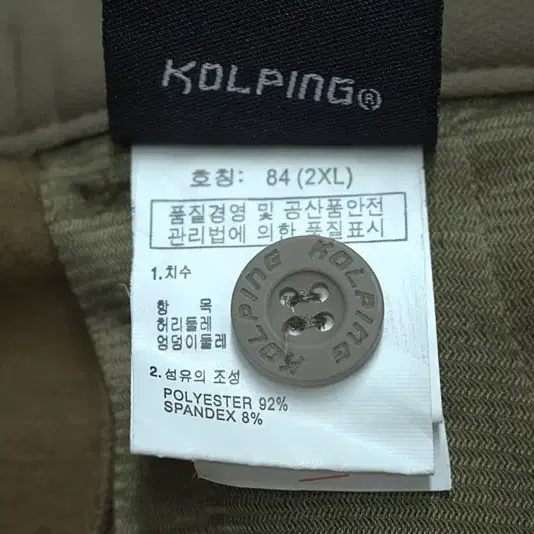 KOLPING®
호칭: 84 (2XL)
품질경영 및 공산품안전
관리법에 의한 품질표시
1.치수
항 목
허리둘레
엉덩이둘레
KOLPING KOLPING
2.섬유의 조성
POLYESTER 92%
SPANDEX 8%